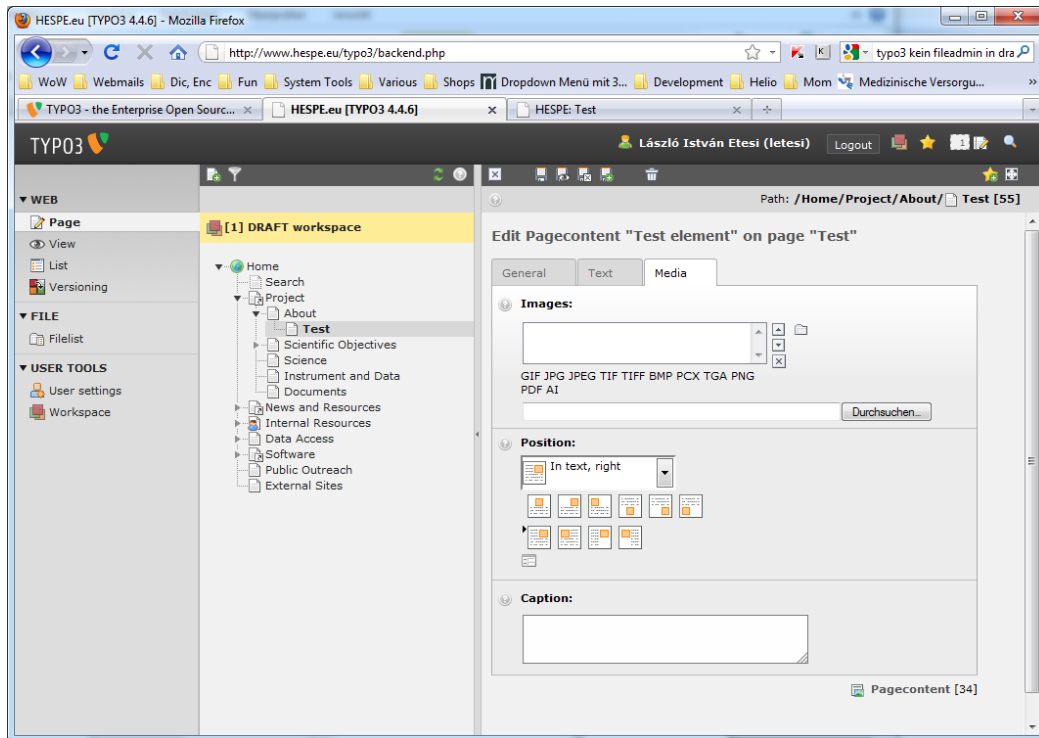 HESPE.eu [TYPO3 4.4.6] - Mozilla Firefox
http://www.hespe.eu/typo3/backend.php
typo3 kein fileadmin in dra
WoW Webmails Dic, Enc Fun System Tools Various Shops Dropdown Menü mit 3... Development Helio Mom Medizinische Versorgu... »
TYPO3 - the Enterprise Open Sourc... HESPE.eu [TYPO3 4.4.6] HESPE: Test
TYPO3 László István Etesi (letesi) Logout 1
WEB
Page
View
List
Versioning
FILE
Filelist
USER TOOLS
User settings
Workspace
[1] DRAFT workspace
Home
Search
Project
About
Test
Scientific Objectives
Science
Instrument and Data
Documents
News and Resources
Internal Resources
Data Access
Software
Public Outreach
External Sites
Path: /Home/Project/About/ Test [55]
Edit Pagecontent "Test element" on page "Test"
General Text Media
Images:
GIF JPG JPEG TIF TIFF BMP PCX TGA PNG
PDF AI
Durchsuchen...
Position:
In text, right
Caption:
Pagecontent [34]